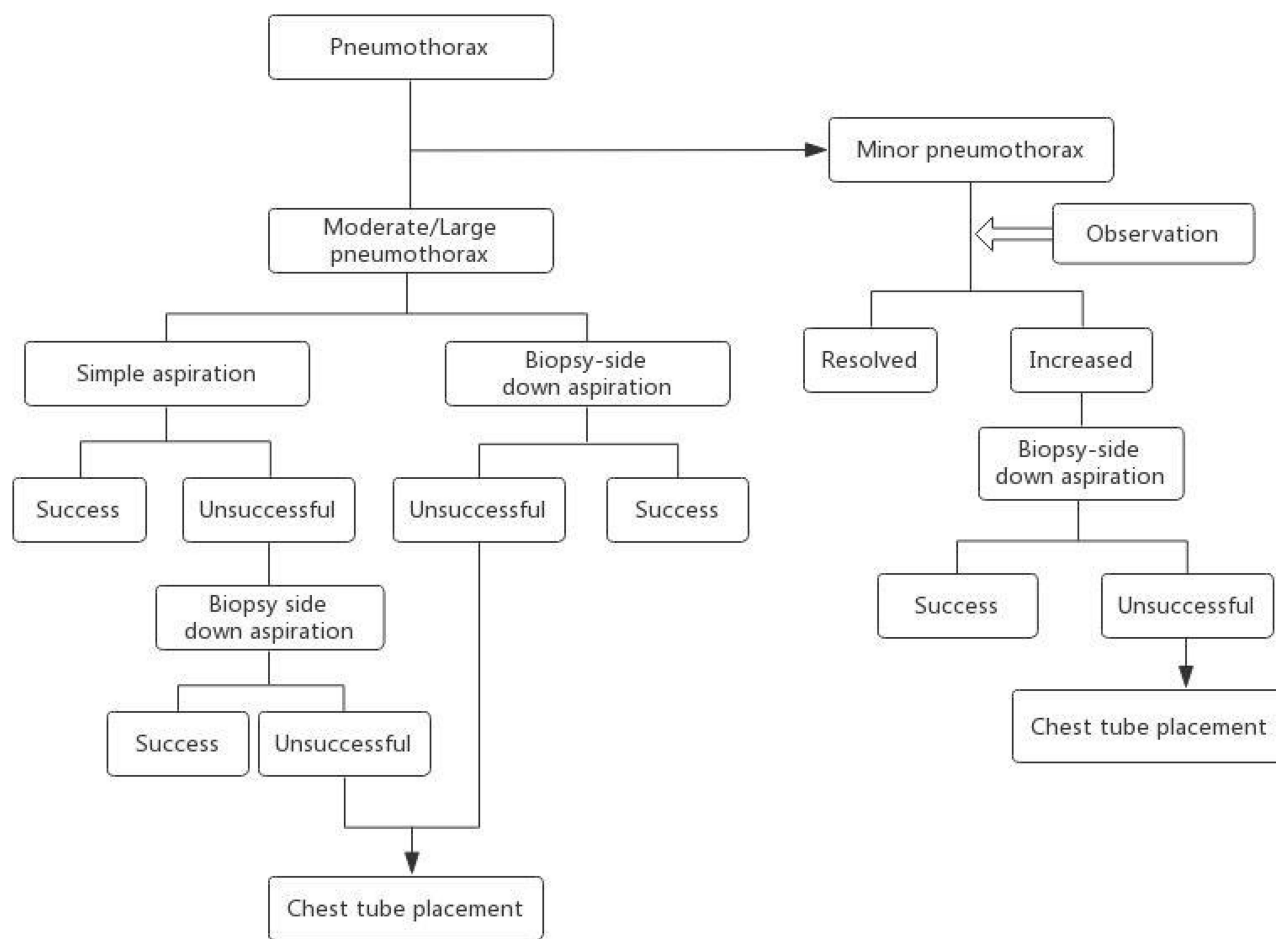 Pneumothorax
Minor pneumothorax
Moderate/Large
pneumothorax
Observation
Simple aspiration
Biopsy-side
down aspiration
Resolved
Increased
Success
Unsuccessful
Unsuccessful
Success
Biopsy-side
down aspiration
Biopsy side
down aspiration
Success
Unsuccessful
Success
Unsuccessful
Chest tube placement
Chest tube placement